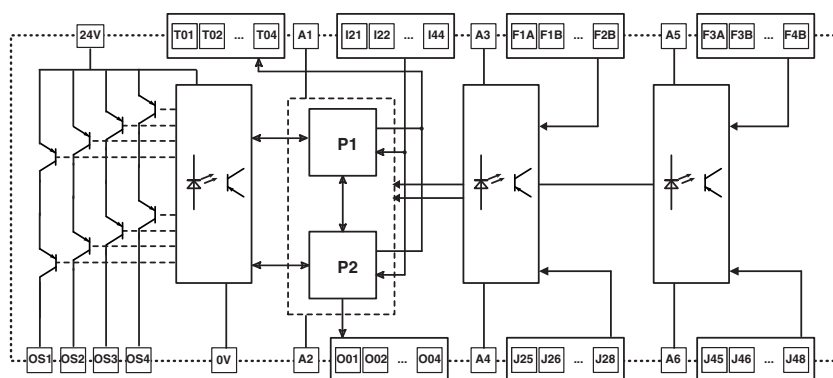 24V T01 T02 ... T04 A1 I21 I22 ... I44 A3 F1A F1B ... F2B A5 F3A F3B ... F4B
P1
P2
OS1 OS2 OS3 OS4 0V A2 O01 O02 ... O04 A4 J25 J26 ... J28 A6 J45 J46 ... J48